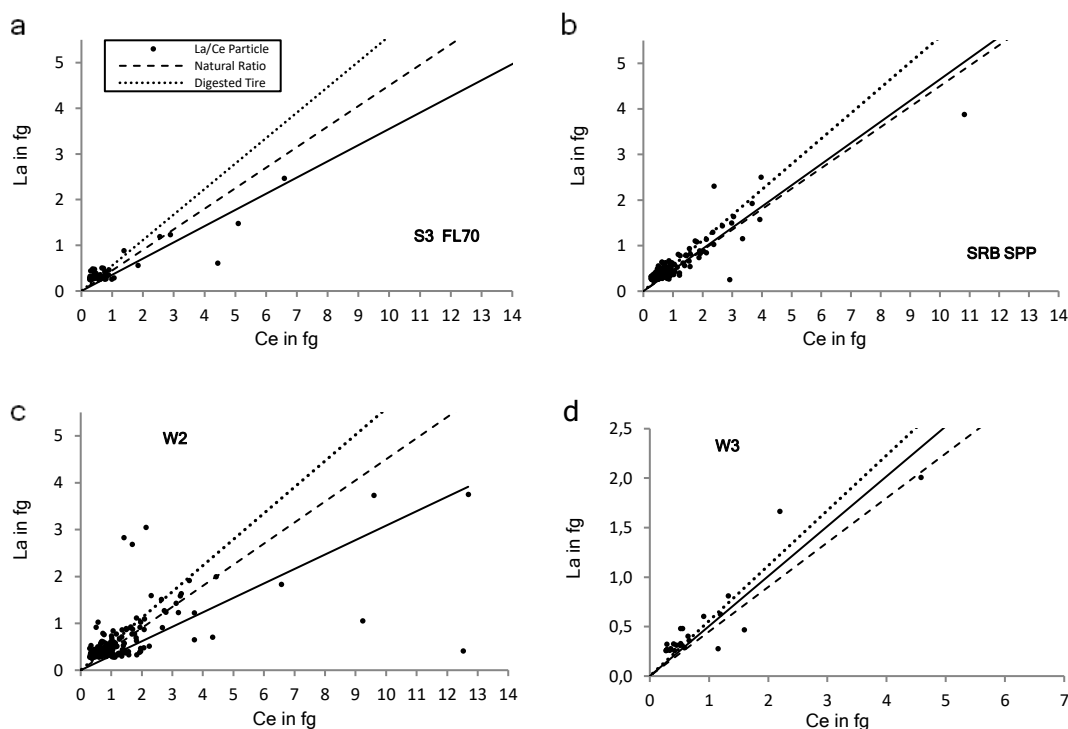 a
5
4
3
2
1
0
La in fg
La/Ce Particle
Natural Ratio
Digested Tire
S3 FL70
0 1 2 3 4 5 6 7 8 9 10 11 12 13 14
Ce in fg
b
5
4
3
2
1
0
La in fg
SRB SPP
0 1 2 3 4 5 6 7 8 9 10 11 12 13 14
Ce in fg
c
5
4
3
2
1
0
La in fg
W2
0 1 2 3 4 5 6 7 8 9 10 11 12 13 14
Ce in fg
d
2,5
2,0
1,5
1,0
0,5
0,0
La in fg
W3
0 1 2 3 4 5 6 7
Ce in fg